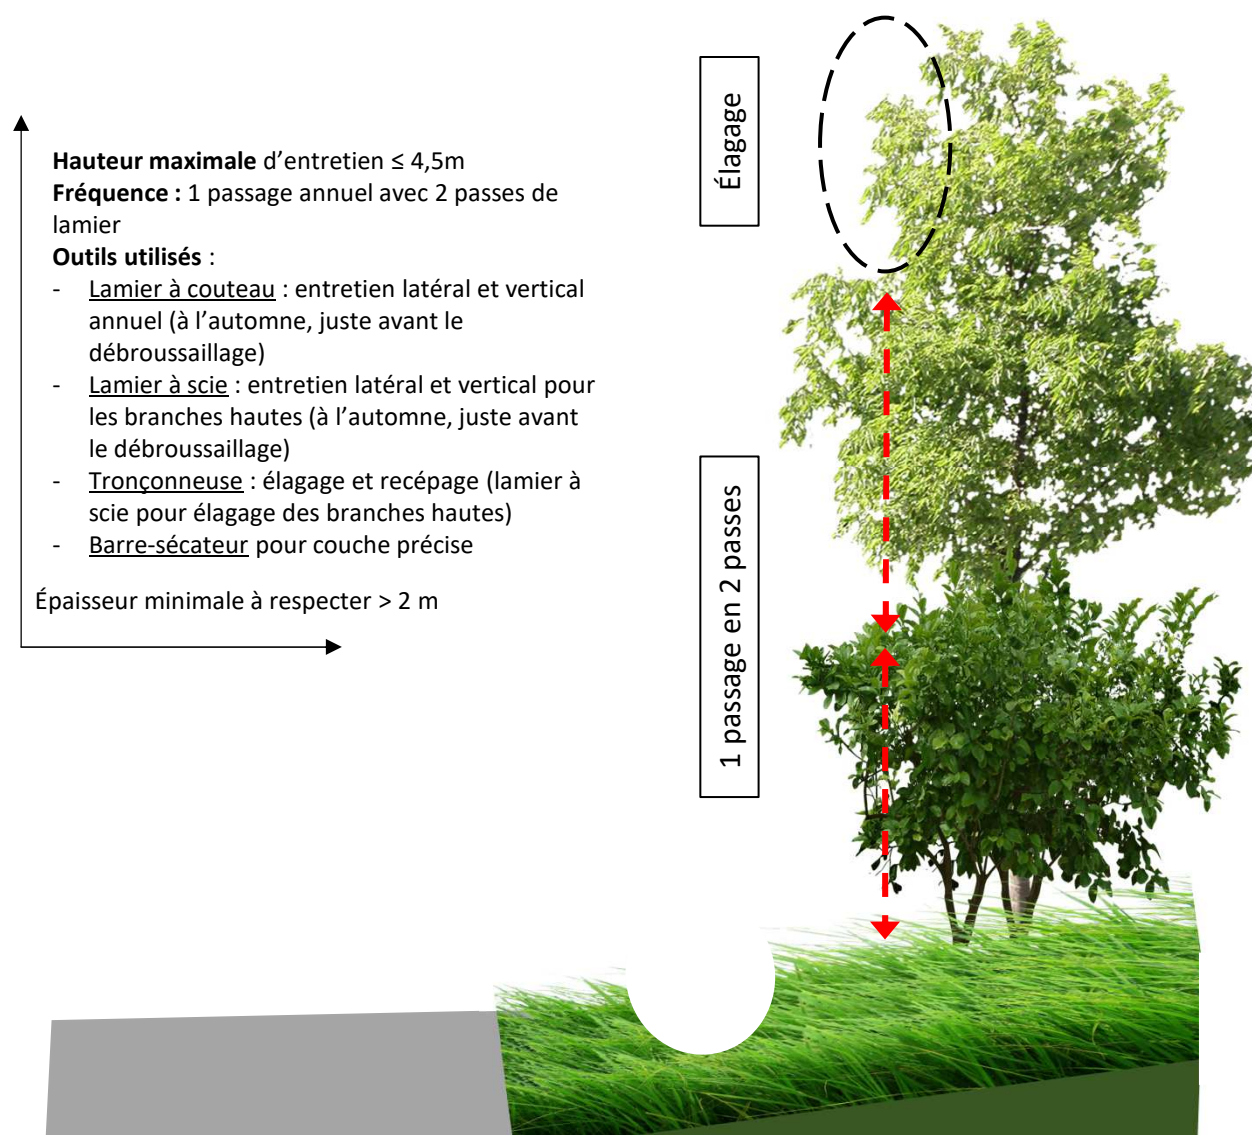 Élagage
Hauteur maximale d'entretien ≤ 4,5m
Fréquence : 1 passage annuel avec 2 passes de
lamier
Outils utilisés :
- Lamier à couteau : entretien latéral et vertical
annuel (à l'automne, juste avant le
débroussaillage)
- Lamier à scie : entretien latéral et vertical pour
les branches hautes (à l'automne, juste avant
le débroussaillage)
- Tronçonneuse : élagage et recépage (lamier à
scie pour élagage des branches hautes)
- Barre-sécateur pour couche précise
Épaisseur minimale à respecter > 2 m
1 passage en 2 passes